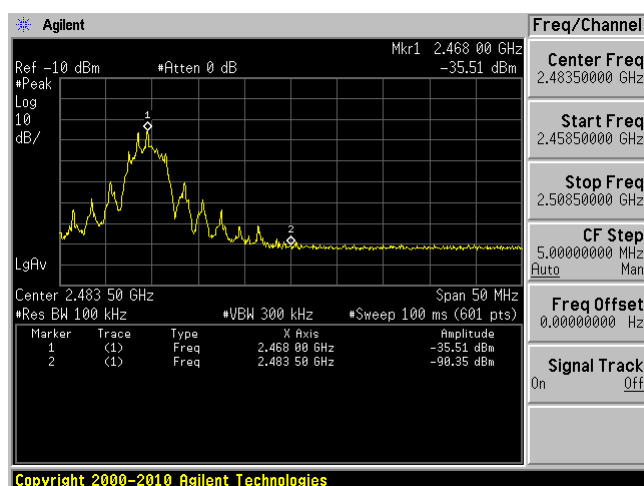 Agilent
Freq/Channel
Mkr1 2.468 00 GHz
Ref -10 dBm #Atten 0 dB -35.51 dBm
#Peak
Log
10
dB/
1
2
LgAv
Center 2.483 50 GHz Span 50 MHz
#Res BW 100 kHz #VBW 300 kHz #Sweep 100 ms (601 pts)
Marker Trace Type X Axis Amplitude
1 (1) Freq 2.468 00 GHz -35.51 dBm
2 (1) Freq 2.483 50 GHz -90.35 dBm
Center Freq
2.48350000 GHz
Start Freq
2.45850000 GHz
Stop Freq
2.50850000 GHz
CF Step
5.00000000 MHz
Auto Man
Freq Offset
0.00000000 Hz
Signal Track
On Off
Copyright 2000-2010 Agilent Technologies